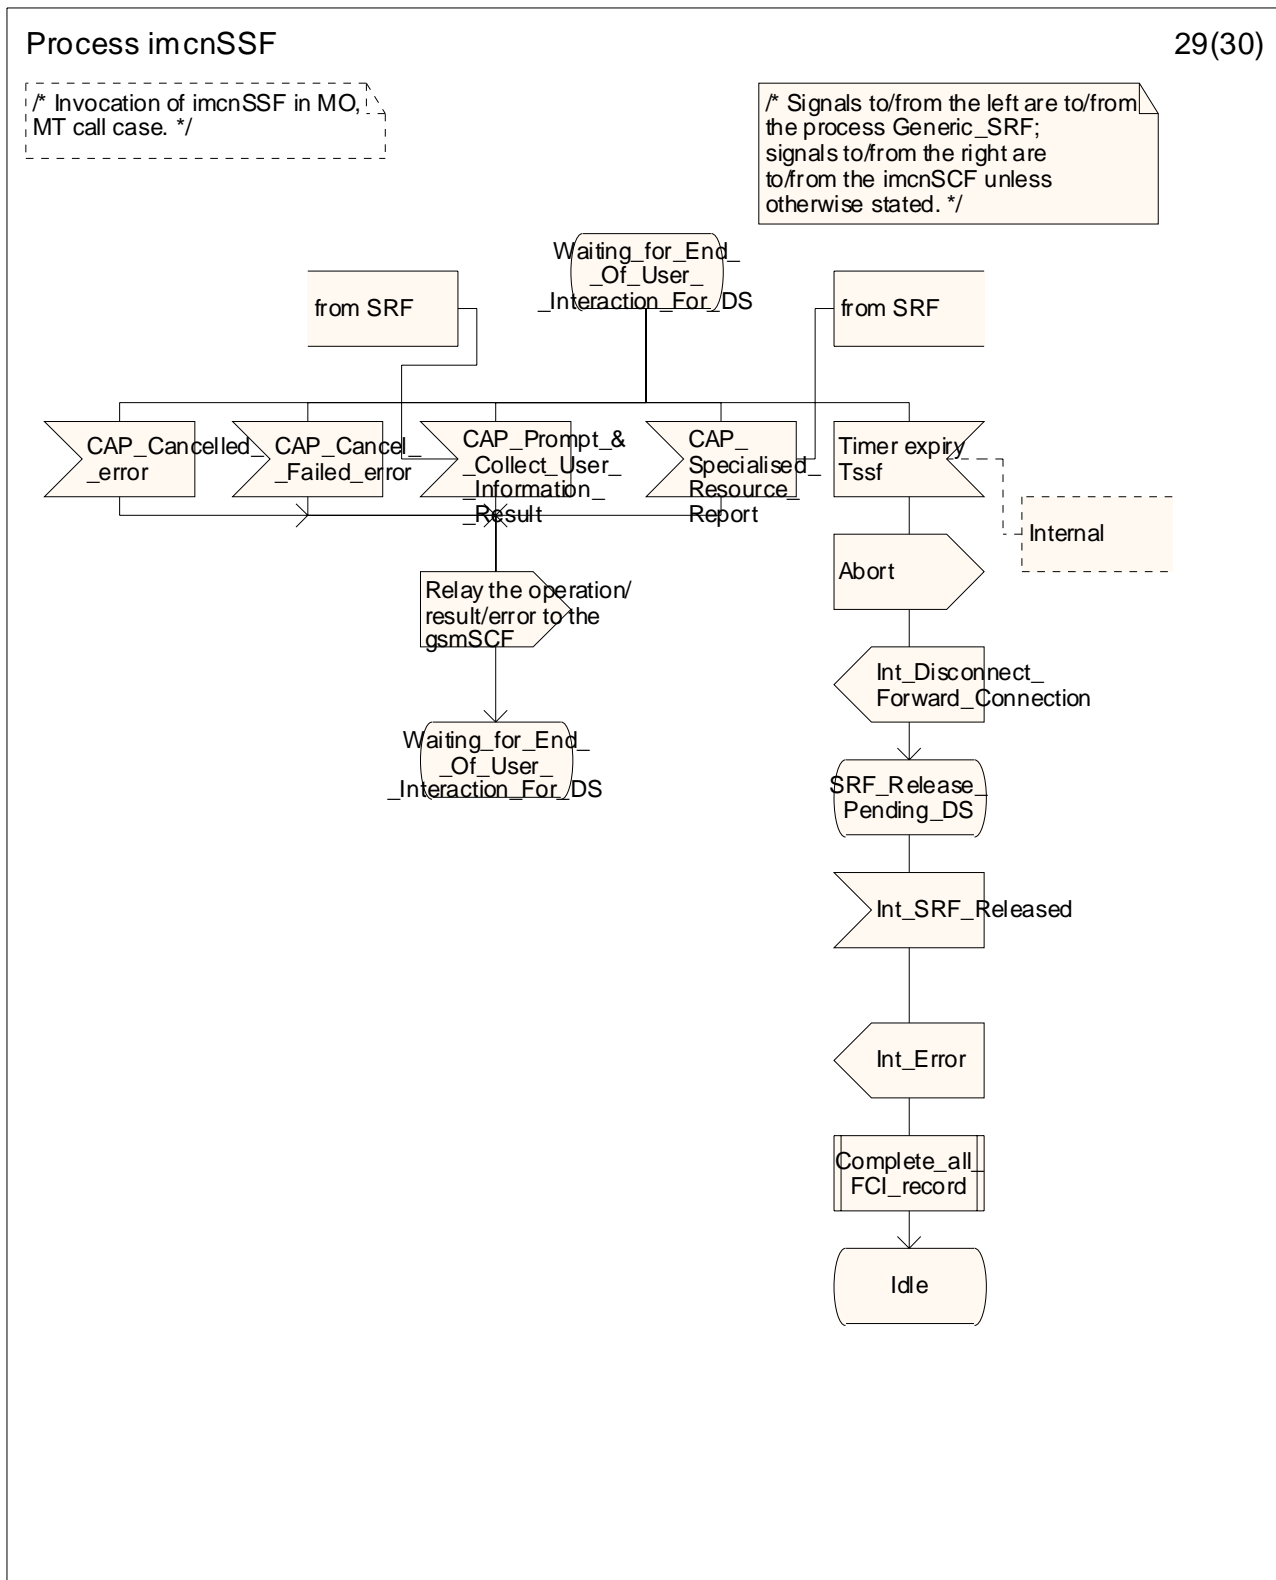 Process imcnSSF
29(30)
/* Invocation of imcnSSF in MO,
MT call case. */
/* Signals to/from the left are to/from
the process Generic_SRF;
signals to/from the right are
to/from the imcnSCF unless
otherwise stated. */
Waiting_for_End_
_Of_User_
_Interaction_For_DS
from SRF
from SRF
CAP_Cancelled_
_error
CAP_Cancel_
_Failed_error
CAP_Prompt_&
_Collect_User_
_Information_
_Result
CAP_
Specialised_
Resource_
Report
Timer expiry
Tssf
Internal
Abort
Relay the operation/
result/error to the
gsmSCF
Int_Disconnect_
Forward_Connection
Waiting_for_End_
_Of_User_
_Interaction_For_DS
SRF_Release_
Pending_DS
Int_SRF_Released
Int_Error
Complete_all_
FCI_record
Idle